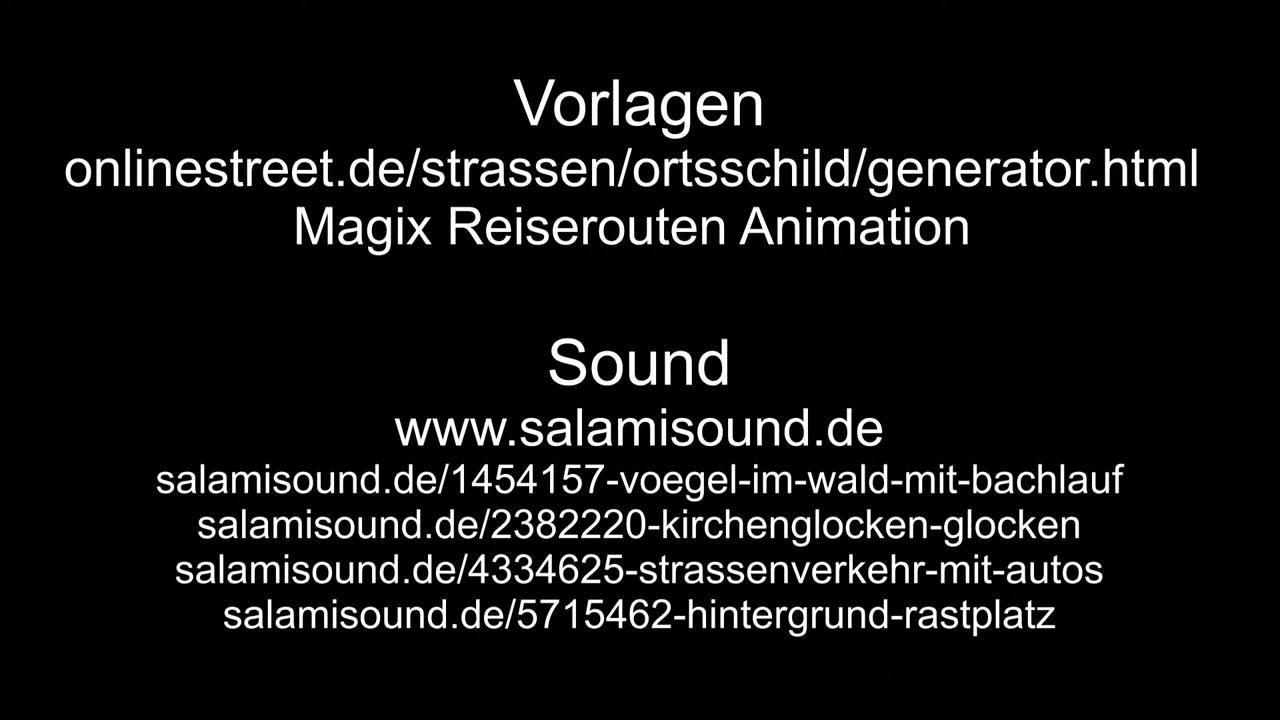 Vorlagen
onlinestreet.de/strassen/ortsschild/generator.html
Magix Reiserouten Animation
Sound
www.salamisound.de
salamisound.de/1454157-voegel-im-wald-mit-bachlauf
salamisound.de/2382220-kirchenglocken-glocken
salamisound.de/4334625-strassenverkehr-mit-autos
salamisound.de/5715462-hintergrund-rastplatz